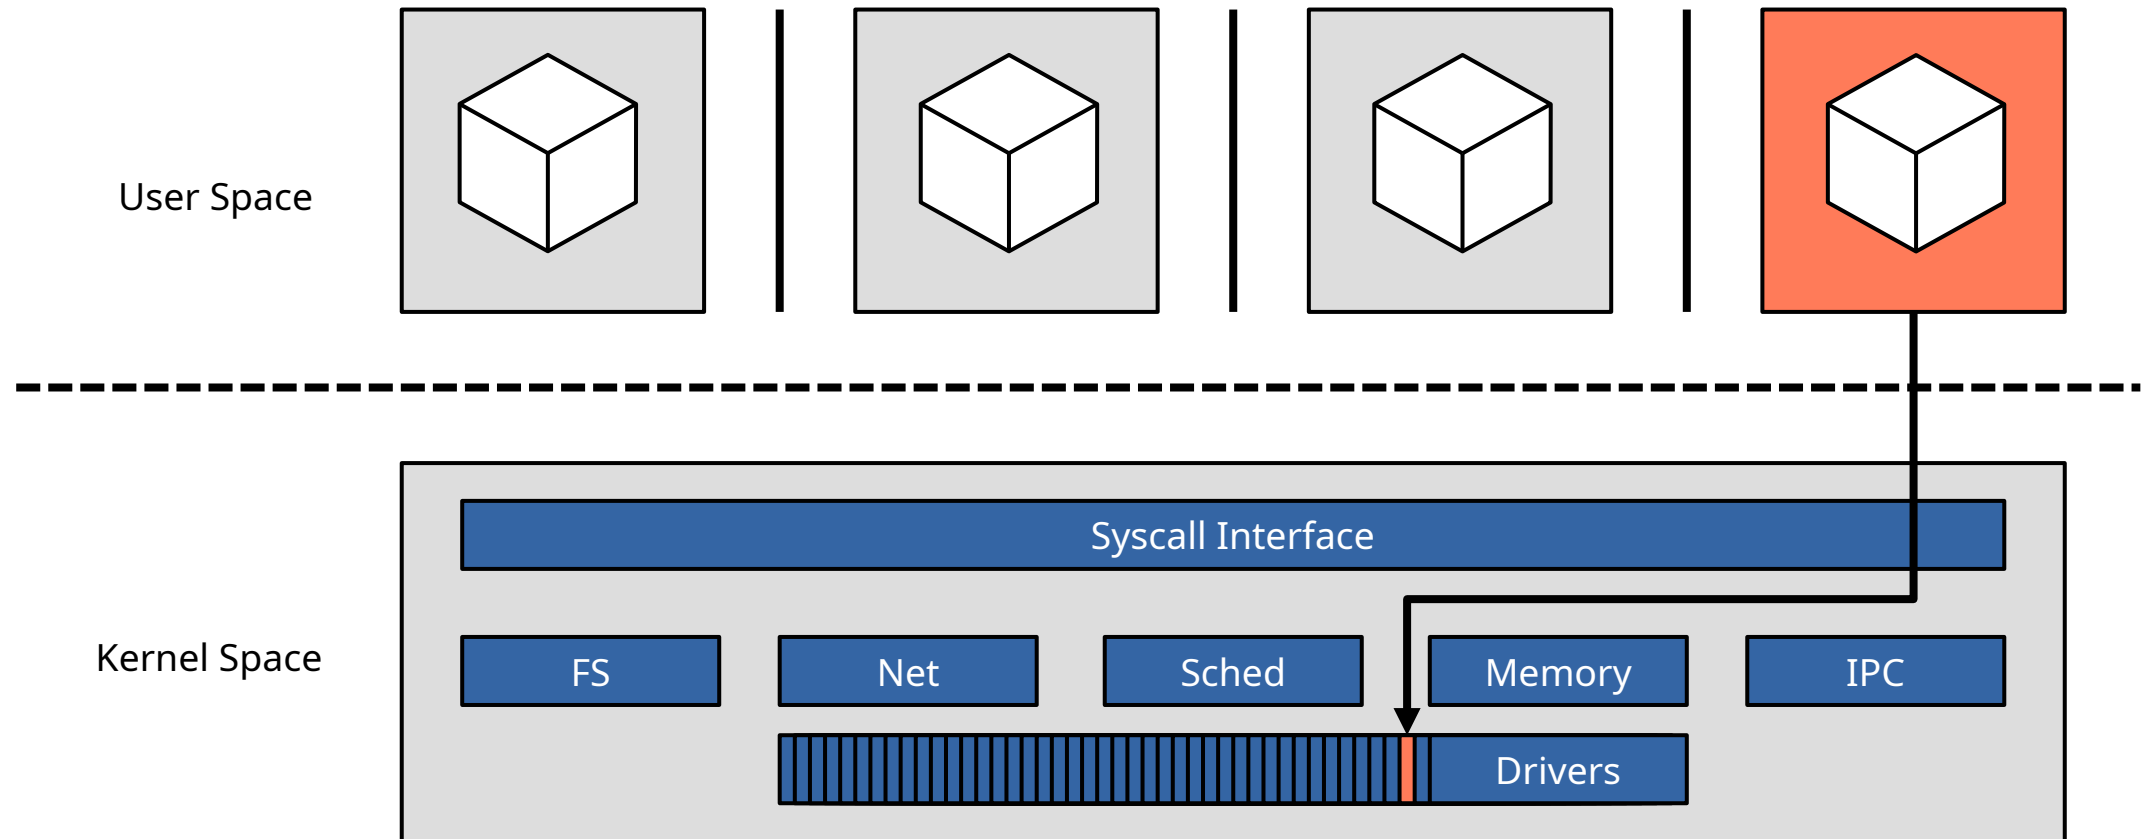 User Space
Syscall Interface
Kernel Space
FS
Net
Sched
Memory
IPC
Drivers